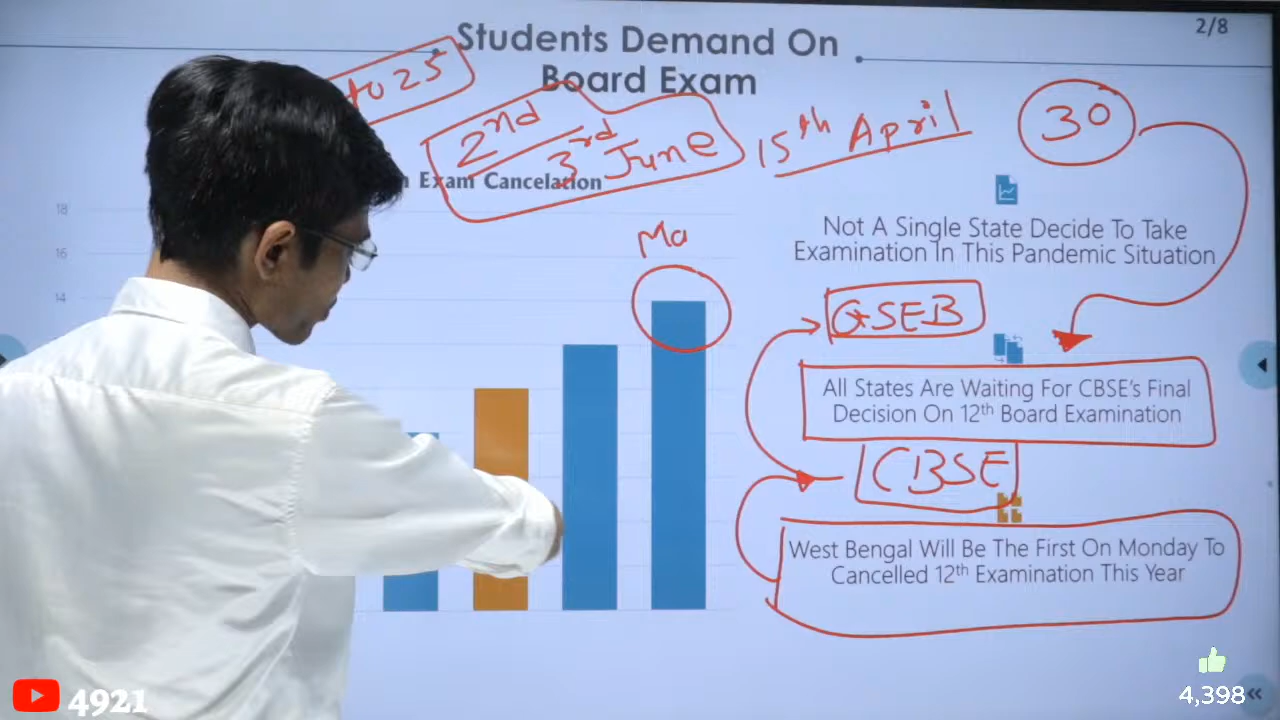 2/8
Students Demand On
Board Exam
to 25
2nd
3rd June
15th April
30
Exam Cancelation
18
16
14
Ma
Not A Single State Decide To Take
Examination In This Pandemic Situation
GSEB
All States Are Waiting For CBSE's Final
Decision On 12th Board Examination
CBSE
West Bengal Will Be The First On Monday To
Cancelled 12th Examination This Year
4921
4,398